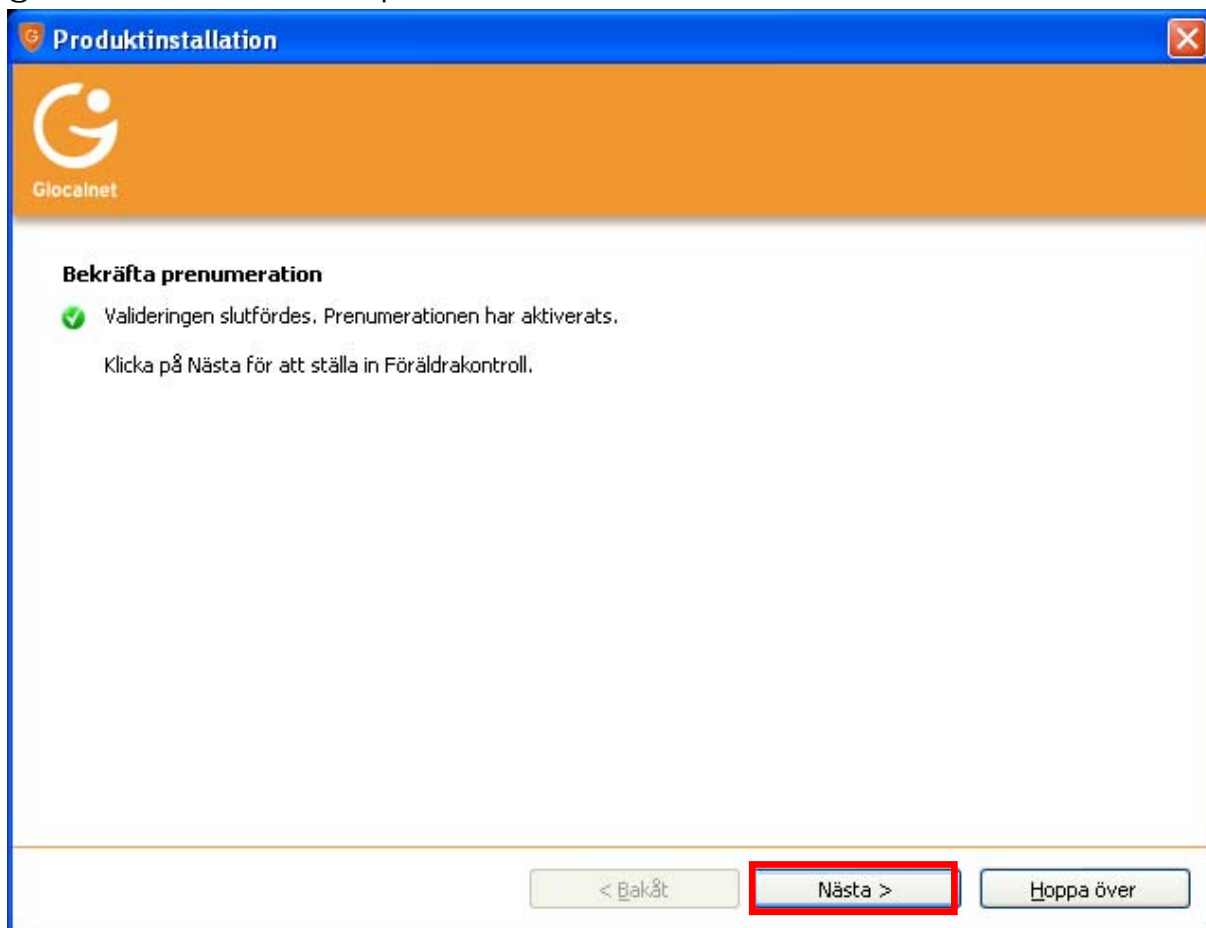 Produktinstallation
Glocalnet
Bekräfta prenumeration
Valideringen slutfördes. Prenumerationen har aktiverats.
Klicka på Nästa för att ställa in Föräldrakontroll.
< Bakåt
Nästa >
Hoppa över